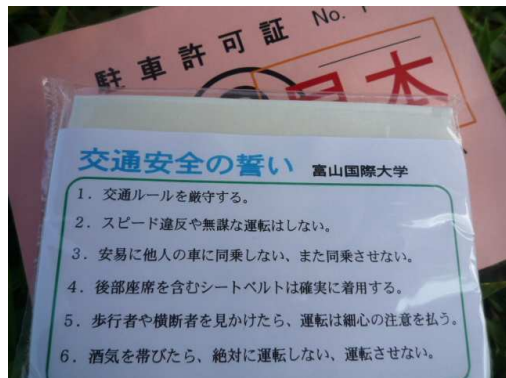 駐車許可証 No.
交通安全の誓い 富山国際大学
1. 交通ルールを厳守する。
2. スピード違反や無謀な運転はしない。
3. 安易に他人の車に同乗しない、また同乗させない。
4. 後部座席を含むシートベルトは確実に着用する。
5. 歩行者や横断者を見かけたら、運転は細心の注意を払う。
6. 酒気を帯びたら、絶対に運転しない、運転させない。